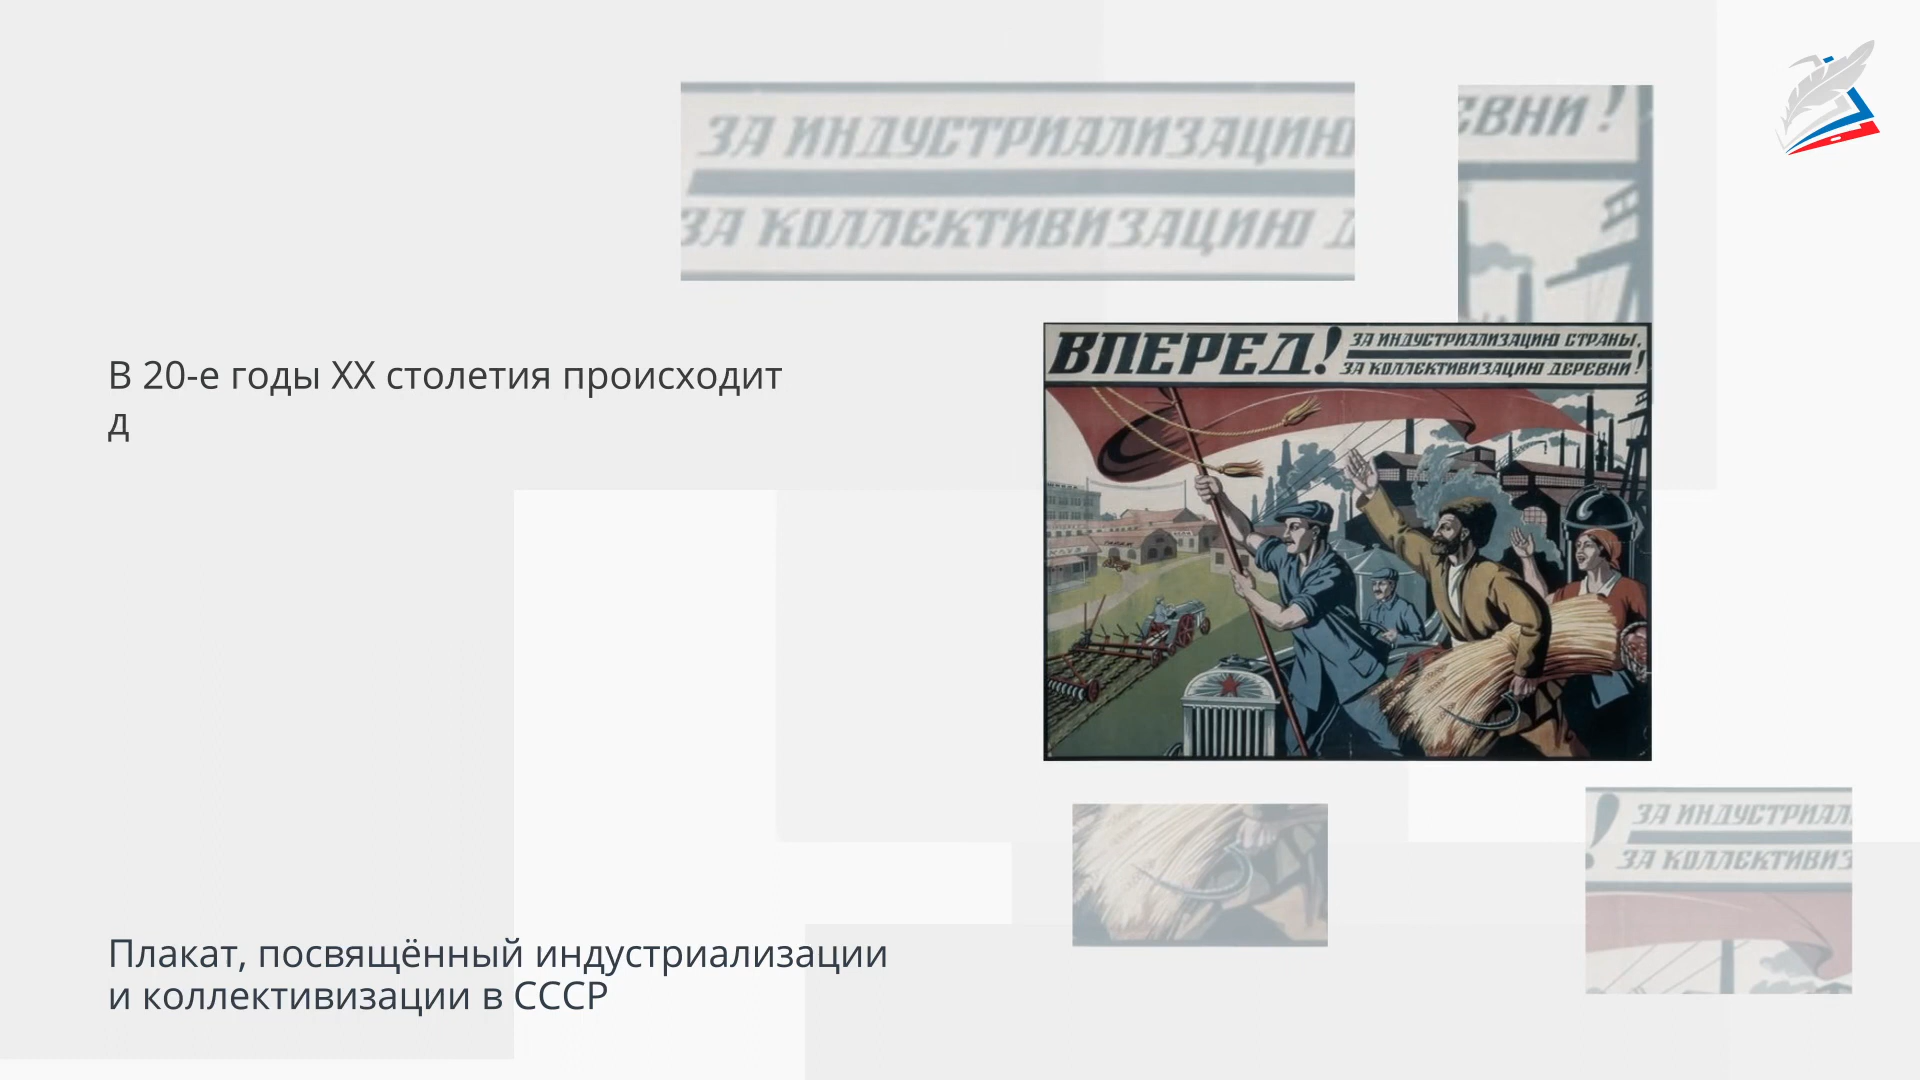 ЗА ИНДУСТРИАЛИЗАЦИЮ
ЗА КОЛЛЕКТИВИЗАЦИЮ Д
ЕВНИ!
ВПЕРЕД!
ЗА ИНДУСТРИАЛИЗАЦИЮ СТРАНЫ,
ЗА КОЛЛЕКТИВИЗАЦИЮ ДЕРЕВНИ!
В 20-е годы XX столетия происходит
д
! ЗА ИНДУСТРИАЛ
ЗА КОЛЛЕКТИВИЗ
Плакат, посвящённый индустриализации
и коллективизации в СССР